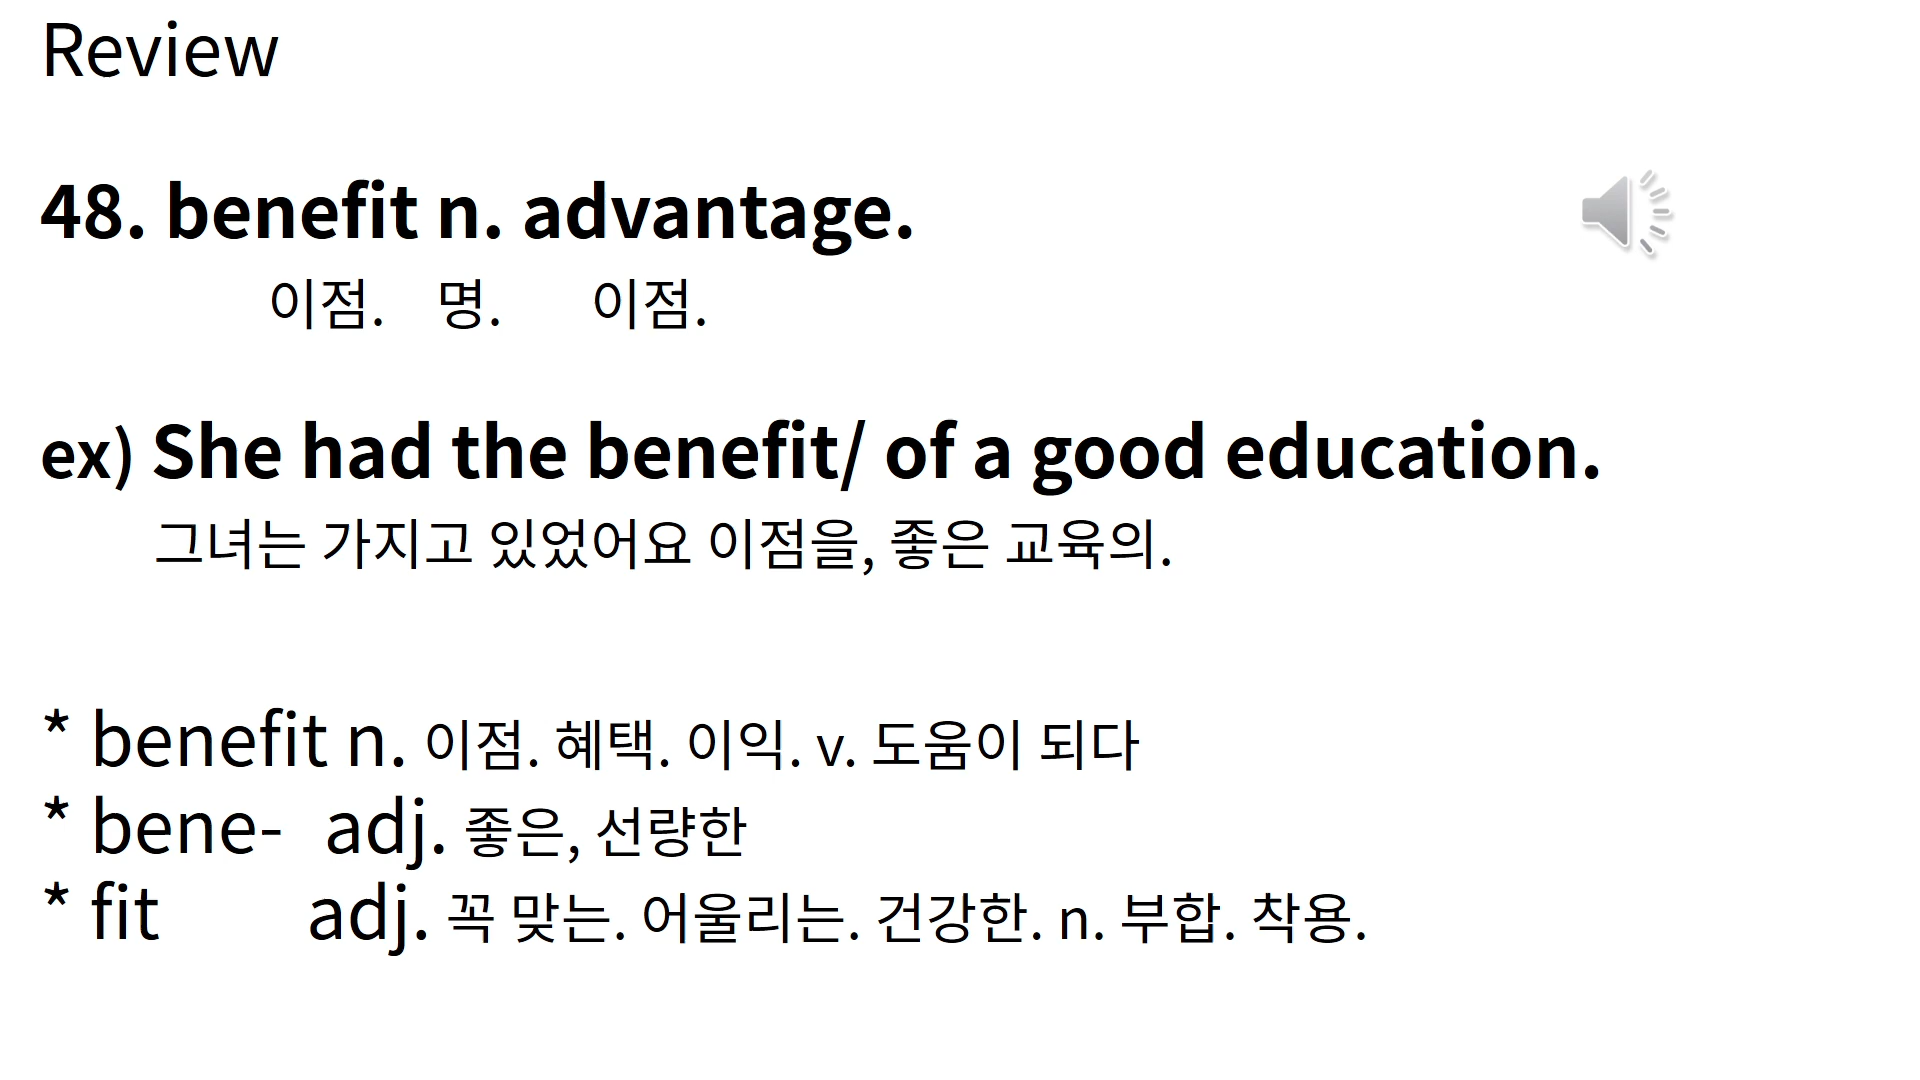 Review
48. benefit n. advantage.
이점. 명. 이점.
ex) She had the benefit/ of a good education.
그녀는 가지고 있었어요 이점을, 좋은 교육의.
* benefit n. 이점. 혜택. 이익. v. 도움이 되다
* bene- adj. 좋은, 선량한
* fit adj. 꼭 맞는. 어울리는. 건강한. n. 부합. 착용.